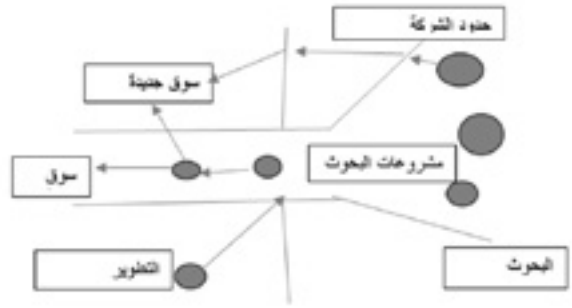 حدود الشركة
سوق جديدة
مشروعات البحوث
سوق
التطوير
البحوث